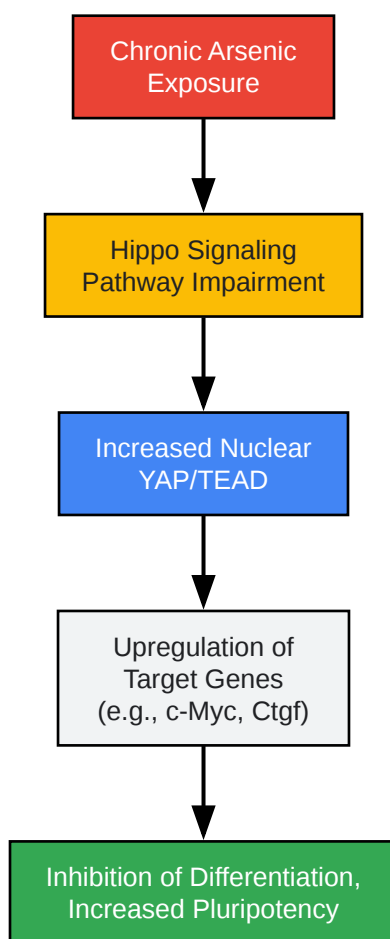 Chronic Arsenic
Exposure
Hippo Signaling
Pathway Impairment
Increased Nuclear
YAP/TEAD
Upregulation of
Target Genes
(e.g., c-Myc, Ctgf)
Inhibition of Differentiation,
Increased Pluripotency